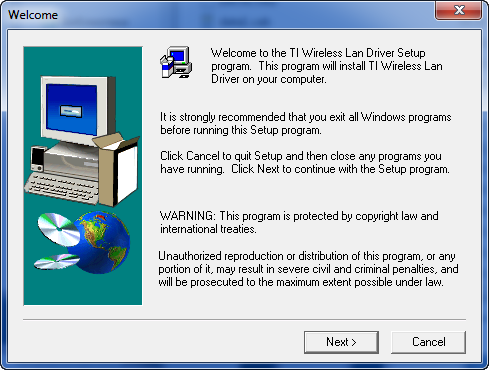 Welcome
Welcome to the TI Wireless Lan Driver Setup
program. This program will install TI Wireless Lan
Driver on your computer.
It is strongly recommended that you exit all Windows programs
before running this Setup program.
Click Cancel to quit Setup and then close any programs you
have running. Click Next to continue with the Setup program.
WARNING: This program is protected by copyright law and
international treaties.
Unauthorized reproduction or distribution of this program, or any
portion of it, may result in severe civil and criminal penalties, and
will be prosecuted to the maximum extent possible under law.
Next >
Cancel